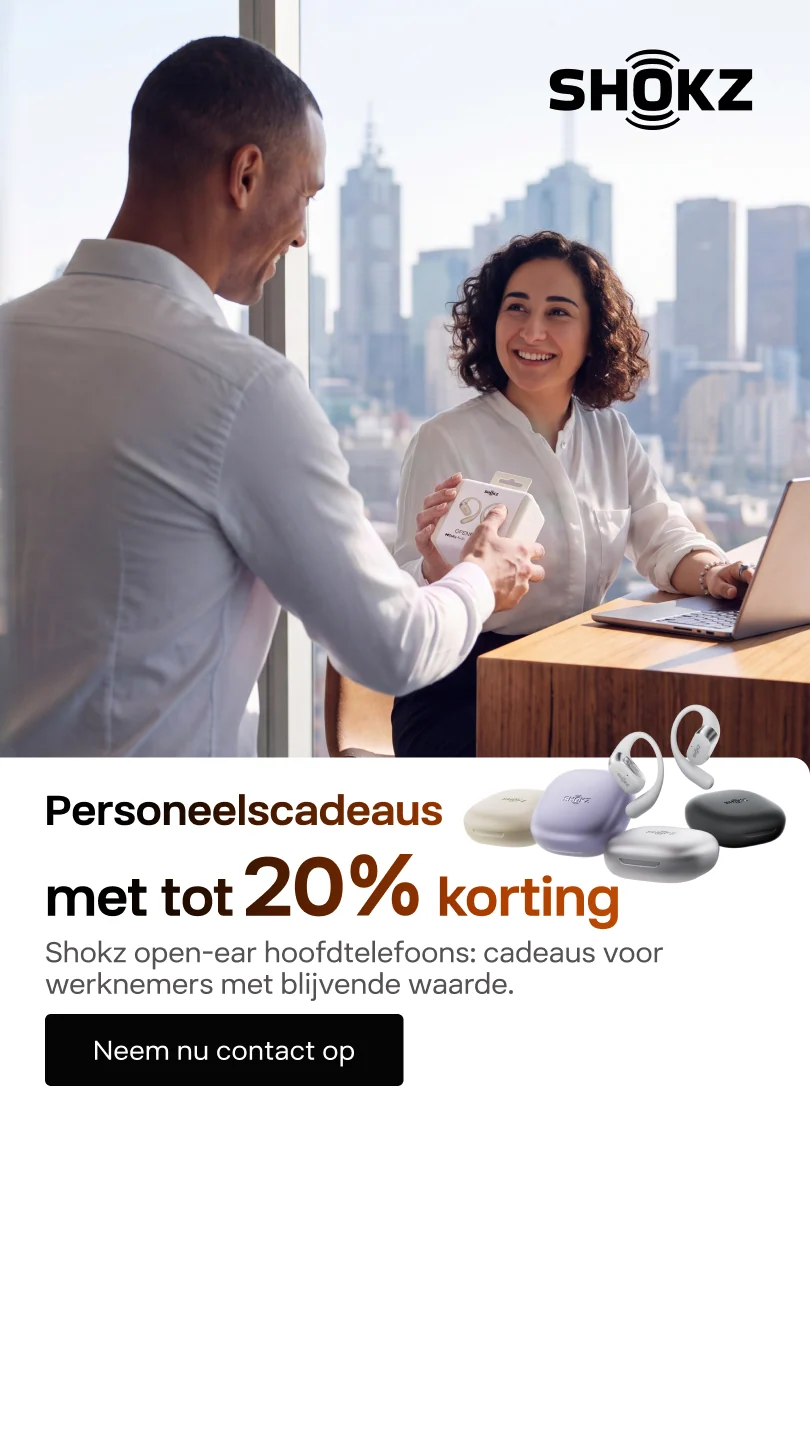 SHOKZ
SHOKZ
Personeelscadeaus
met tot 20% korting
Shokz open-ear hoofdtelefoons: cadeaus voor
werknemers met blijvende waarde.
Neem nu contact op